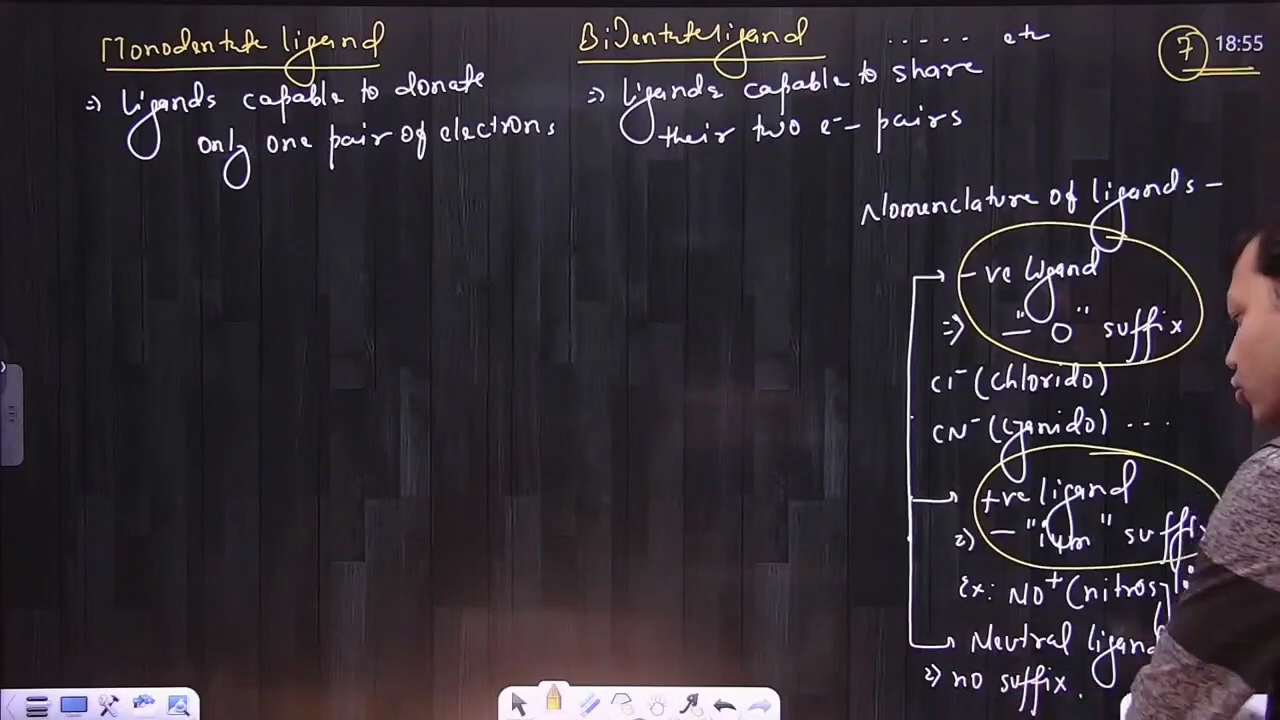 Monodentate ligand
=> Ligands capable to donate
only one pair of electrons
BiDentate ligand ..... etc
=> Ligands capable to share
their two e- pairs
7 18:55
Nomenclature of ligands -
-ve Ligand
=> - "o" suffix
Cl⁻ (chlorido)
CN⁻ (cyanido) ...
+ve ligand
=> - "ium" suffix
Ex: NO⁺ (nitrosyli
Neutral ligand
=> no suffix.